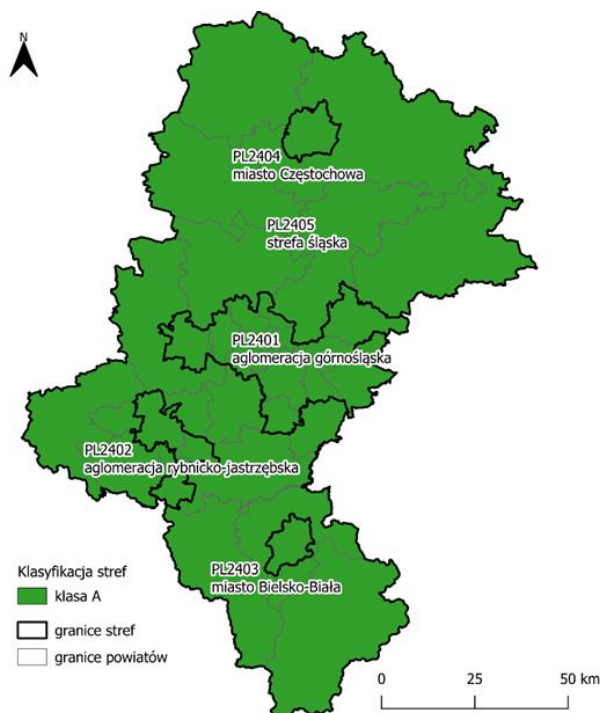 N
PL2404
miasto Częstochowa
PL2405
strefa śląska
PL2401
aglomeracja górnośląska
PL2402
aglomeracja rybnicko-jastrzębska
PL2403
miasto Bielsko-Biała
Klasyfikacja stref
klasa A
granice stref
granice powiatów
0 25 50 km